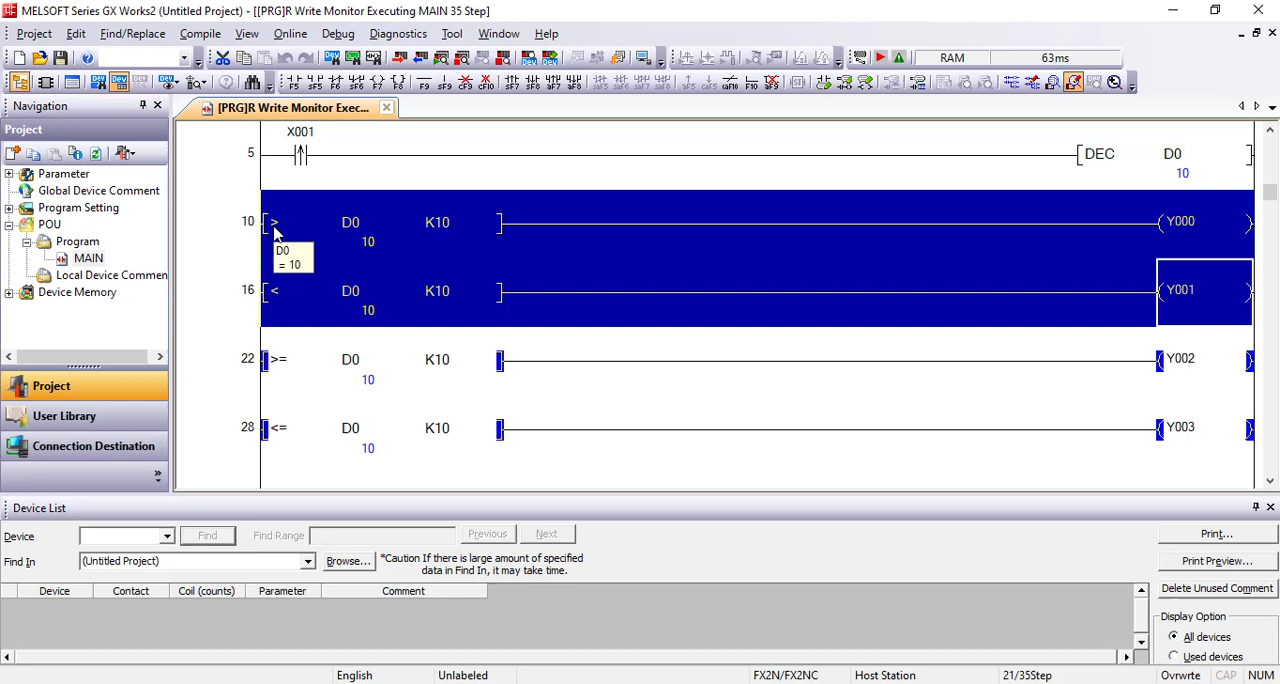 MELSOFT Series GX Works2 (Untitled Project) - [[PRG]R Write Monitor Executing MAIN 35 Step]
Project Edit Find/Replace Compile View Online Debug Diagnostics Tool Window Help
RAM 63ms
Navigation
[PRG]R Write Monitor Exec...
Project
Parameter
Global Device Comment
Program Setting
POU
Program
MAIN
Local Device Commen
Device Memory
Project
User Library
Connection Destination
X001
5 DEC D0
10
10 > D0 K10 Y000
10
D0
= 10
16 < D0 K10 Y001
10
22 >= D0 K10 Y002
10
28 <= D0 K10 Y003
10
Device List
Device Find Find Range Previous Next Print...
Find In (Untitled Project) Browse... *Caution If there is large amount of specified
data in Find In, it may take time.
Print Preview...
Device Contact Coil (counts) Parameter Comment
Delete Unused Comment
Display Option
All devices
Used devices
English Unlabeled FX2N/FX2NC Host Station 21/35Step Ovrwrte CAP NUM